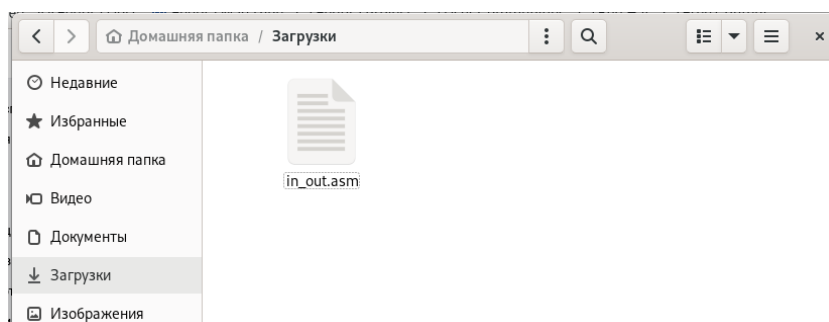 Домашняя папка / Загрузки
Недавние
Избранные
Домашняя папка
Видео
Документы
Загрузки
Изображения
in_out.asm